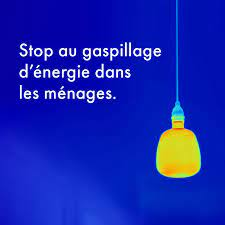 Stop au gaspillage
d’énergie dans
les ménages.